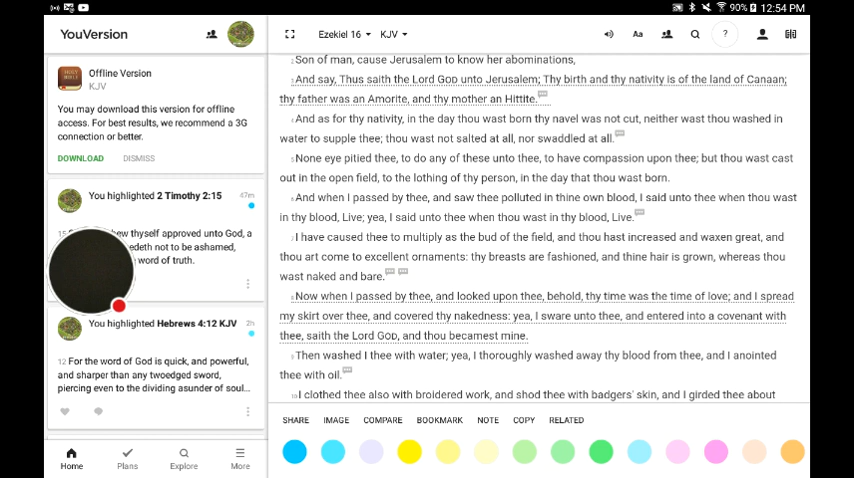 90% 12:54 PM
YouVersion
Ezekiel 16 KJV Aa ?
Offline Version
KJV
You may download this version for offline
access. For best results, we recommend a 3G
connection or better.
DOWNLOAD DISMISS
You highlighted 2 Timothy 2:15 47m
15 hew thyself approved unto God, a
edeth not to be ashamed,
word of truth.
You highlighted Hebrews 4:12 KJV 2h
12 For the word of God is quick, and powerful,
and sharper than any twoedged sword,
piercing even to the dividing asunder of soul...
Home Plans Explore More
2Son of man, cause Jerusalem to know her abominations,
3And say, Thus saith the Lord GOD unto Jerusalem; Thy birth and thy nativity is of the land of Canaan;
thy father was an Amorite, and thy mother an Hittite.
4And as for thy nativity, in the day thou wast born thy navel was not cut, neither wast thou washed in
water to supple thee; thou wast not salted at all, nor swaddled at all.
5None eye pitied thee, to do any of these unto thee, to have compassion upon thee; but thou wast cast
out in the open field, to the lothing of thy person, in the day that thou wast born.
6And when I passed by thee, and saw thee polluted in thine own blood, I said unto thee when thou wast
in thy blood, Live; yea, I said unto thee when thou wast in thy blood, Live.
7I have caused thee to multiply as the bud of the field, and thou hast increased and waxen great, and
thou art come to excellent ornaments: thy breasts are fashioned, and thine hair is grown, whereas thou
wast naked and bare.
8Now when I passed by thee, and looked upon thee, behold, thy time was the time of love; and I spread
my skirt over thee, and covered thy nakedness: yea, I sware unto thee, and entered into a covenant with
thee, saith the Lord GOD, and thou becamest mine.
9Then washed I thee with water; yea, I thoroughly washed away thy blood from thee, and I anointed
thee with oil.
10I clothed thee also with broidered work, and shod thee with badgers' skin, and I girded thee about
SHARE IMAGE COMPARE BOOKMARK NOTE COPY RELATED